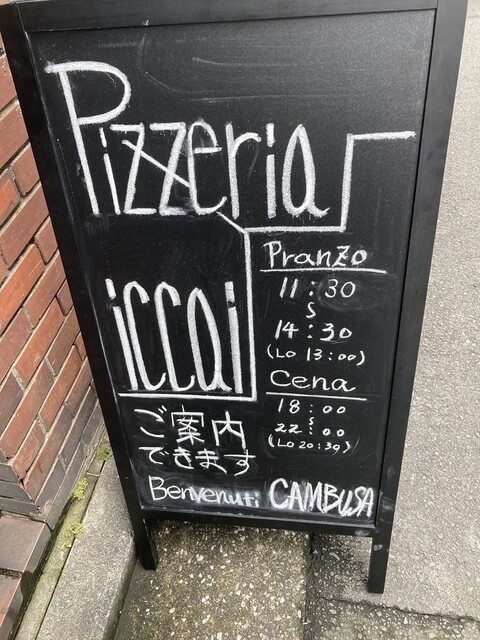 Pizzeria
iccai
Pranzo
11:30
〜
14:30
(Lo 13:00)
Cena
18:00
〜
22:00
(Lo 20:30)
ご案内
できます
Benvenuti CAMBUSA